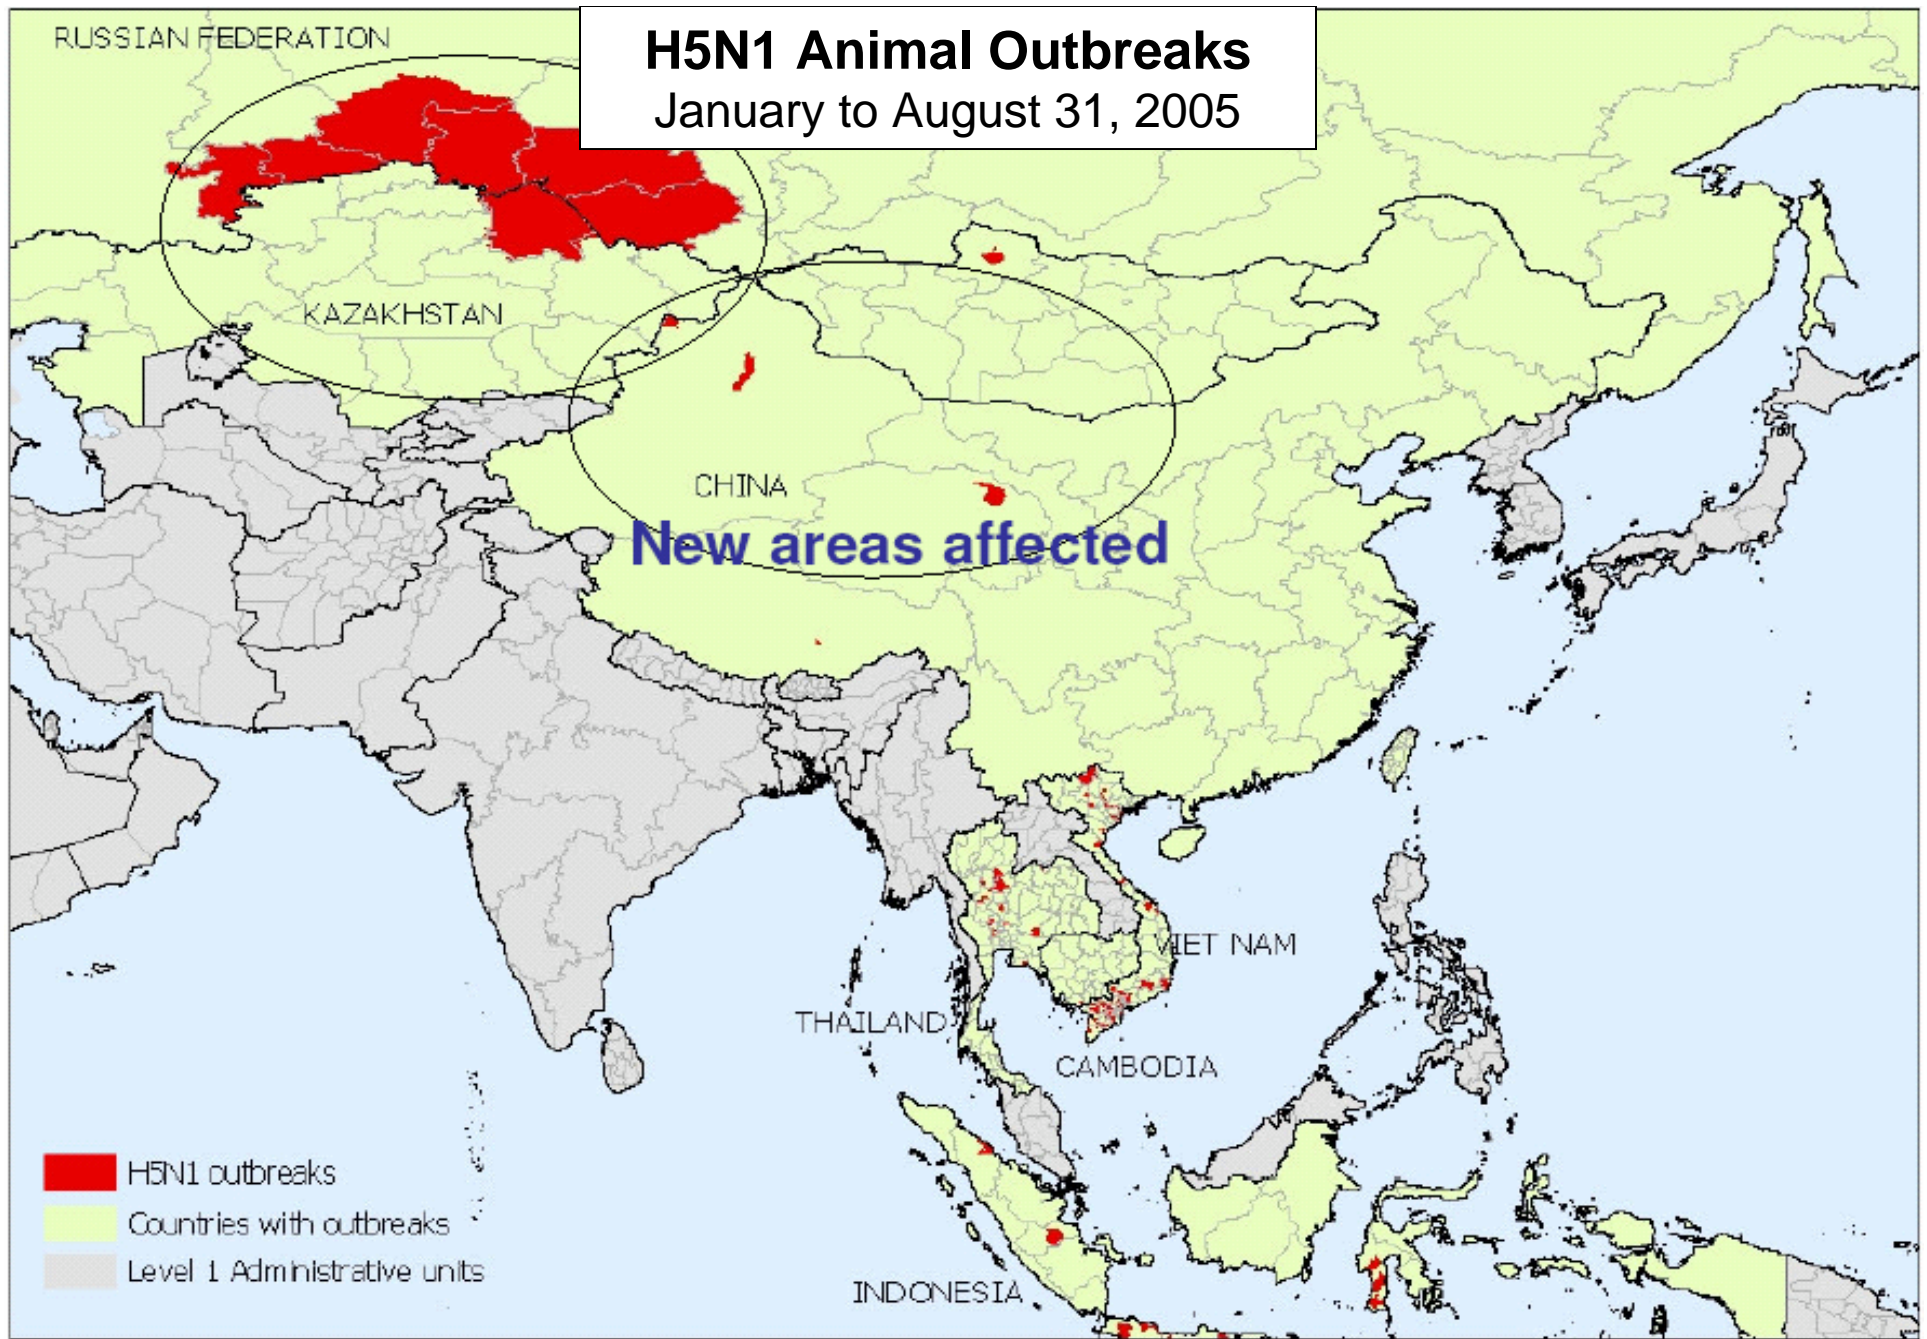 RUSSIAN FEDERATION
H5N1 Animal Outbreaks
January to August 31, 2005
KAZAKHSTAN
CHINA
New areas affected
VIET NAM
THAILAND
CAMBODIA
INDONESIA
H5N1 outbreaks
Countries with outbreaks
Level 1 Administrative units